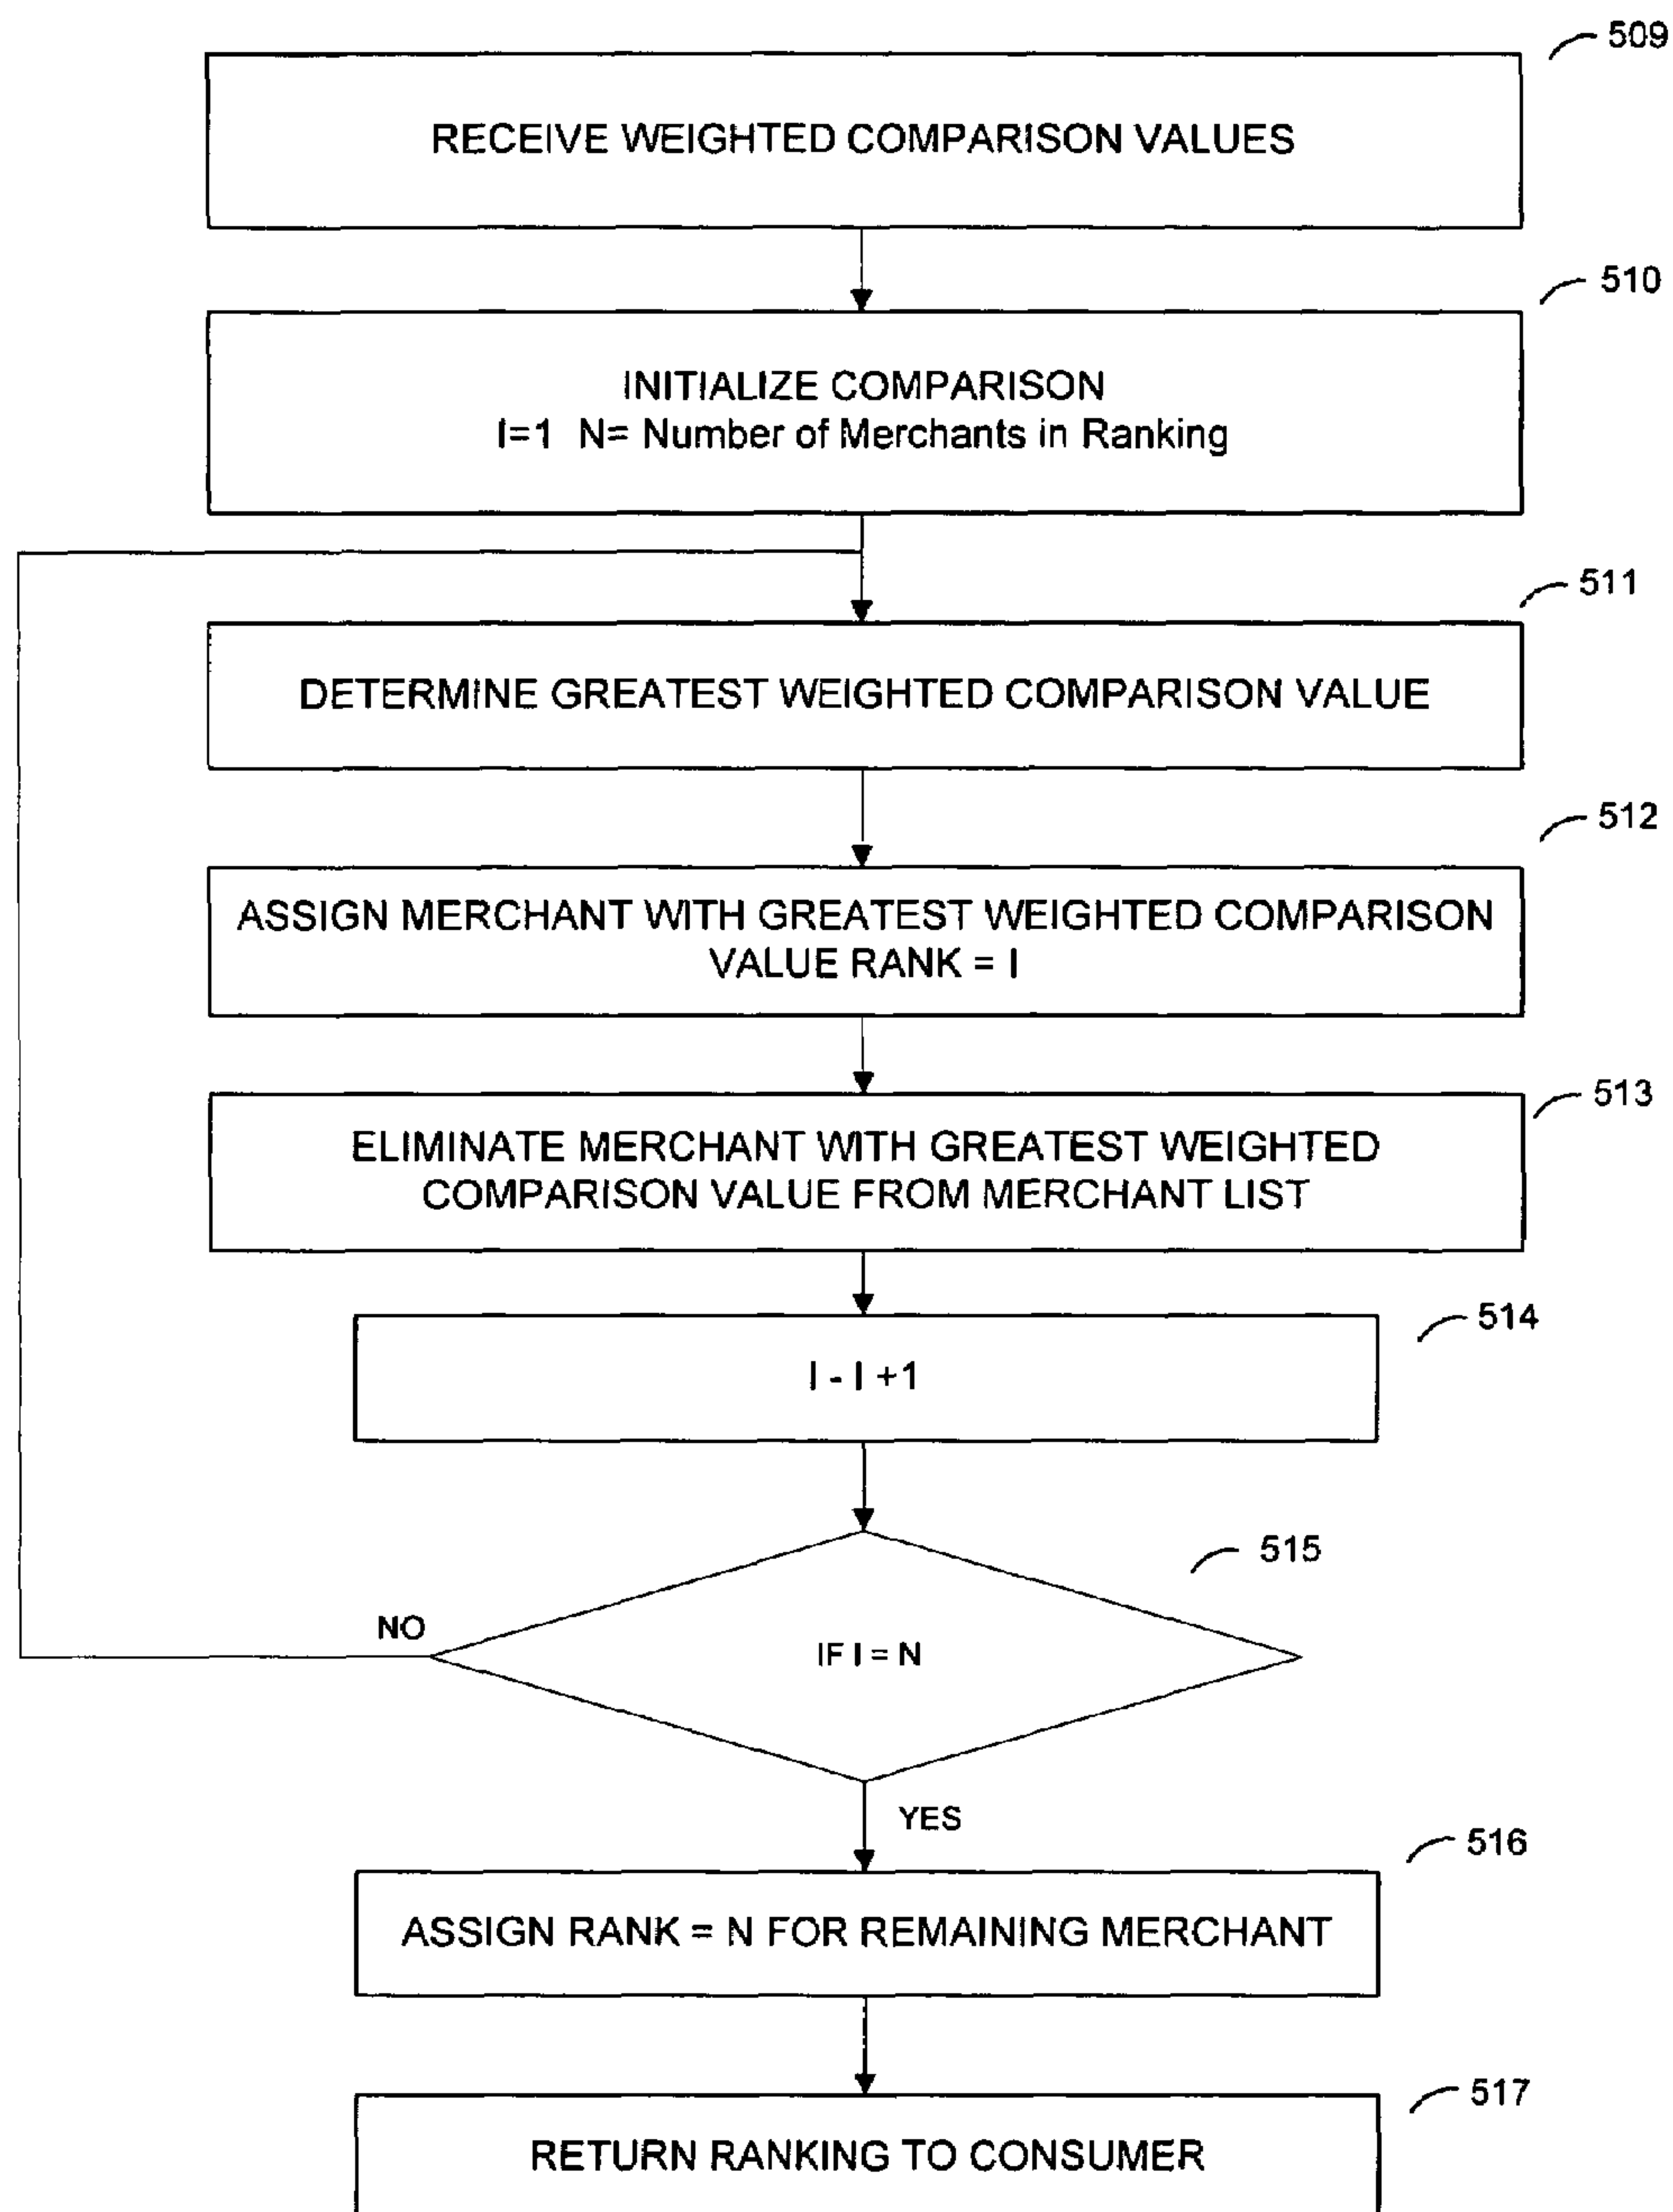 509
RECEIVE WEIGHTED COMPARISON VALUES
510
INITIALIZE COMPARISON
I=1 N= Number of Merchants in Ranking
511
DETERMINE GREATEST WEIGHTED COMPARISON VALUE
512
ASSIGN MERCHANT WITH GREATEST WEIGHTED COMPARISON
VALUE RANK = I
513
ELIMINATE MERCHANT WITH GREATEST WEIGHTED
COMPARISON VALUE FROM MERCHANT LIST
514
I - I +1
515
NO
IF I = N
YES
516
ASSIGN RANK = N FOR REMAINING MERCHANT
517
RETURN RANKING TO CONSUMER